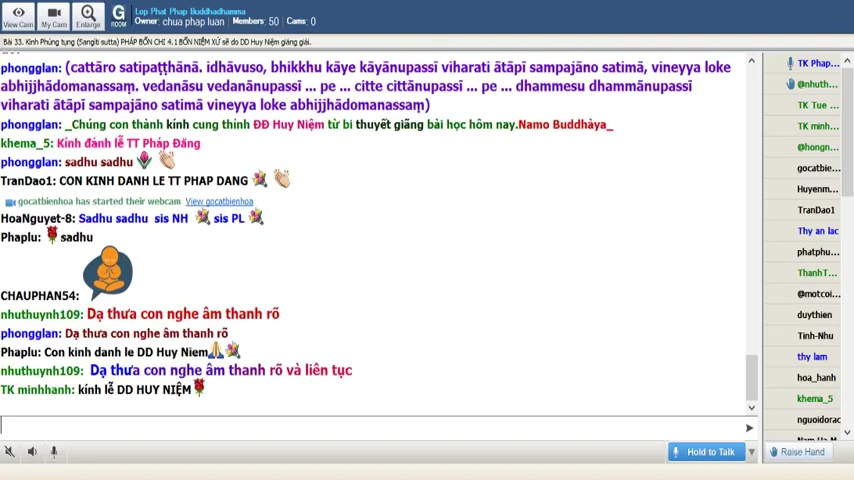 View Cam
My Cam
Enlarge
G
ROOM
Lop Phat Phap Buddhadhamma
Owner: chua phap luan | Members: 50 | Cams: 0
Bài 33. Kinh Phúng tụng (Sangìti sutta) PHÁP BỐN CHI 4.1 BỐN NIỆM XỨ sẽ do DD Huy Niệm giảng giải.
phongglan: (cattāro satipaṭṭhānā. idhāvuso, bhikkhu kāye kāyānupassī viharati ātāpī sampajāno satimā, vineyya loke
abhijjhādomanassaṃ. vedanāsu vedanānupassī ... pe ... citte cittānupassī ... pe ... dhammesu dhammānupassī
viharati ātāpī sampajāno satimā vineyya loke abhijjhādomanassaṃ)
phongglan: _Chúng con thành kính cung thỉnh ĐĐ Huy Niệm từ bi thuyết giảng bài học hôm nay.Namo Buddhàya_
khema_5: Kính đảnh lễ TT Pháp Đăng
phongglan: sadhu sadhu
TranDao1: CON KINH DANH LE TT PHAP DANG
gocatbienhoa has started their webcam View gocatbienhoa
HoaNguyet-8: Sadhu sadhu sis NH sis PL
Phaplu: sadhu
CHAUPHAN54:
nhuthuynh109: Dạ thưa con nghe âm thanh rõ
phongglan: Dạ thưa con nghe âm thanh rõ
Phaplu: Con kinh danh le DD Huy Niem
nhuthuynh109: Dạ thưa con nghe âm thanh rõ và liên tục
TK minhhanh: kính lễ DD HUY NIỆM
Hold to Talk
TK Phap...
@nhuth...
TK Tue ...
TK minh...
@hongn...
gocatbie...
Huyenm...
TranDao1
Thy an lac
phatphu...
ThanhT...
@motcoi...
duythien
Tinh-Nhu
thy lam
hoa_hanh
khema_5
nguoidorac
Raise Hand